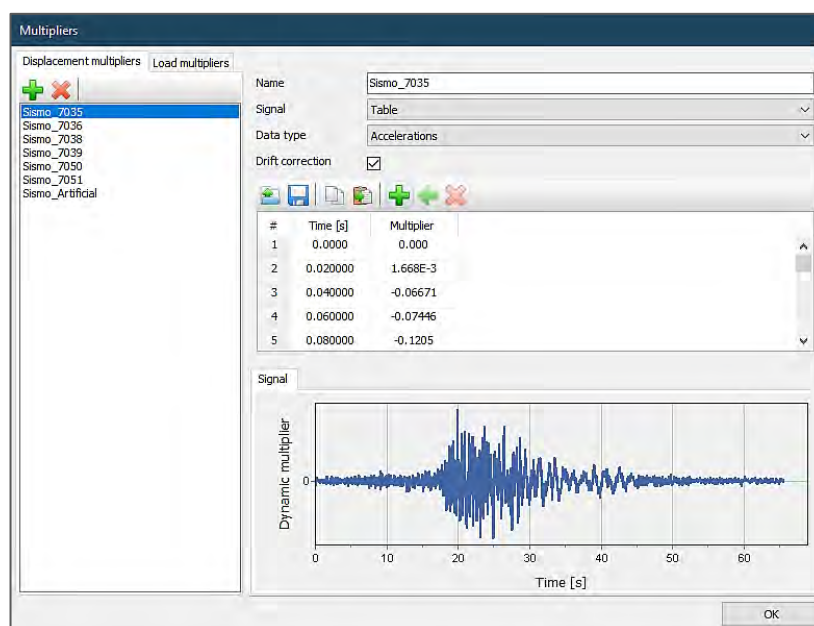 Multipliers
Displacement multipliers Load multipliers
Sismo_7035
Sismo_7036
Sismo_7038
Sismo_7039
Sismo_7050
Sismo_7051
Sismo_Artificial
Name Sismo_7035
Signal Table
Data type Accelerations
Drift correction
# Time [s] Multiplier
1 0.0000 0.000
2 0.020000 1.668E-3
3 0.040000 -0.06671
4 0.060000 -0.07446
5 0.080000 -0.1205
Signal
Dynamic multiplier
0
0 10 20 30 40 50 60
Time [s]
OK